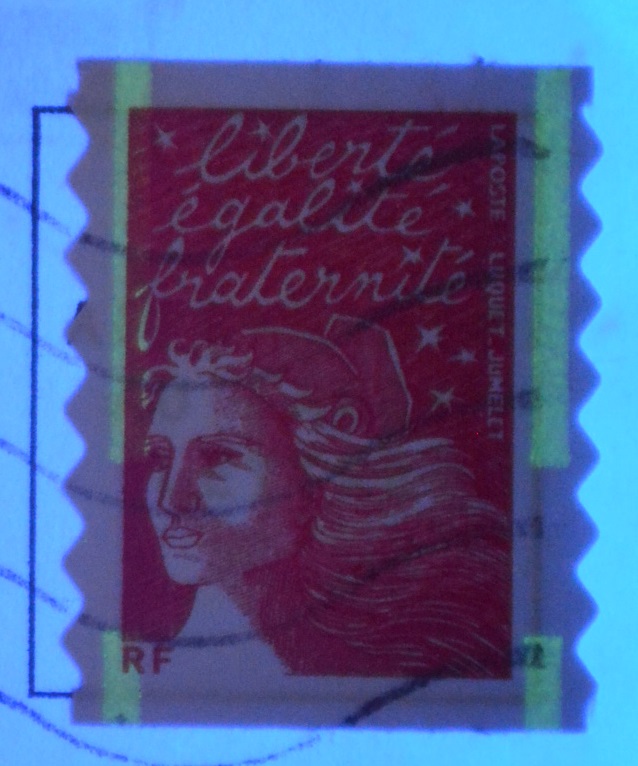 liberté
égalité
fraternité
LA POSTE LUQUET. JUMELET
RF